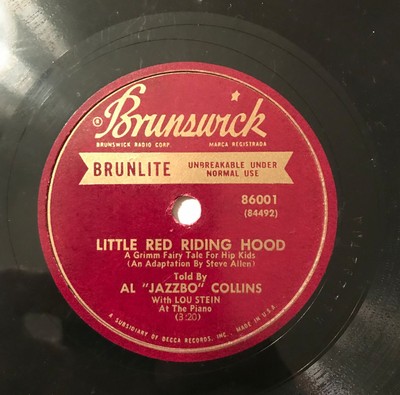 ® Brunswick
BRUNSWICK RADIO CORP. MARCA REGISTRADA
BRUNLITE UNBREAKABLE UNDER
NORMAL USE
86001
(84492)
LITTLE RED RIDING HOOD
A Grimm Fairy Tale For Hip Kids
(An Adaptation By Steve Allen)
Told By
AL "JAZZBO" COLLINS
With LOU STEIN
At The Piano
(3:20)
A SUBSIDIARY OF DECCA RECORDS, INC., MADE IN U.S.A.